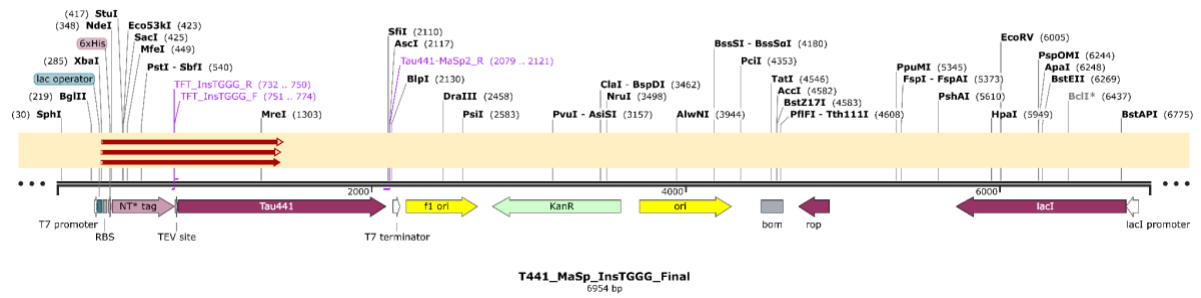 (417) StuI
(348) NdeI
Eco53kI (423)
SacI (425)
6xHis
MfeI (449)
(285) XbaI
PstI - SbfI (540)
lac operator
TFT_InsTGGG_R (732 .. 750)
TFT_InsTGGG_F (751 .. 774)
(219) BglII
(30) SphI
MreI (1303)
SfiI (2110)
AscI (2117)
Tau441-MaSp2_R (2079 .. 2121)
BlpI (2130)
DraIII (2458)
PsiI (2583)
BssSI - BssSαI (4180)
PciI (4353)
ClaI - BspDI (3462)
NruI (3498)
TatI (4546)
AccI (4582)
BstZ17I (4583)
PvuI - AsiSI (3157)
AlwNI (3944)
PflFI - Tth111I (4608)
EcoRV (6005)
PspOMI (6244)
PpuMI (5345)
ApaI (6248)
FspI - FspAI (5373)
BstEII (6269)
PshAI (5610)
BclI* (6437)
HpaI (5949)
BstAPI (6775)
2000
4000
6000
NT* tag
Tau441
f1 ori
KanR
ori
lacI
T7 promoter
RBS
TEV site
T7 terminator
bom
rop
lacI promoter
T441_MaSp_InsTGGG_Final
6954 bp